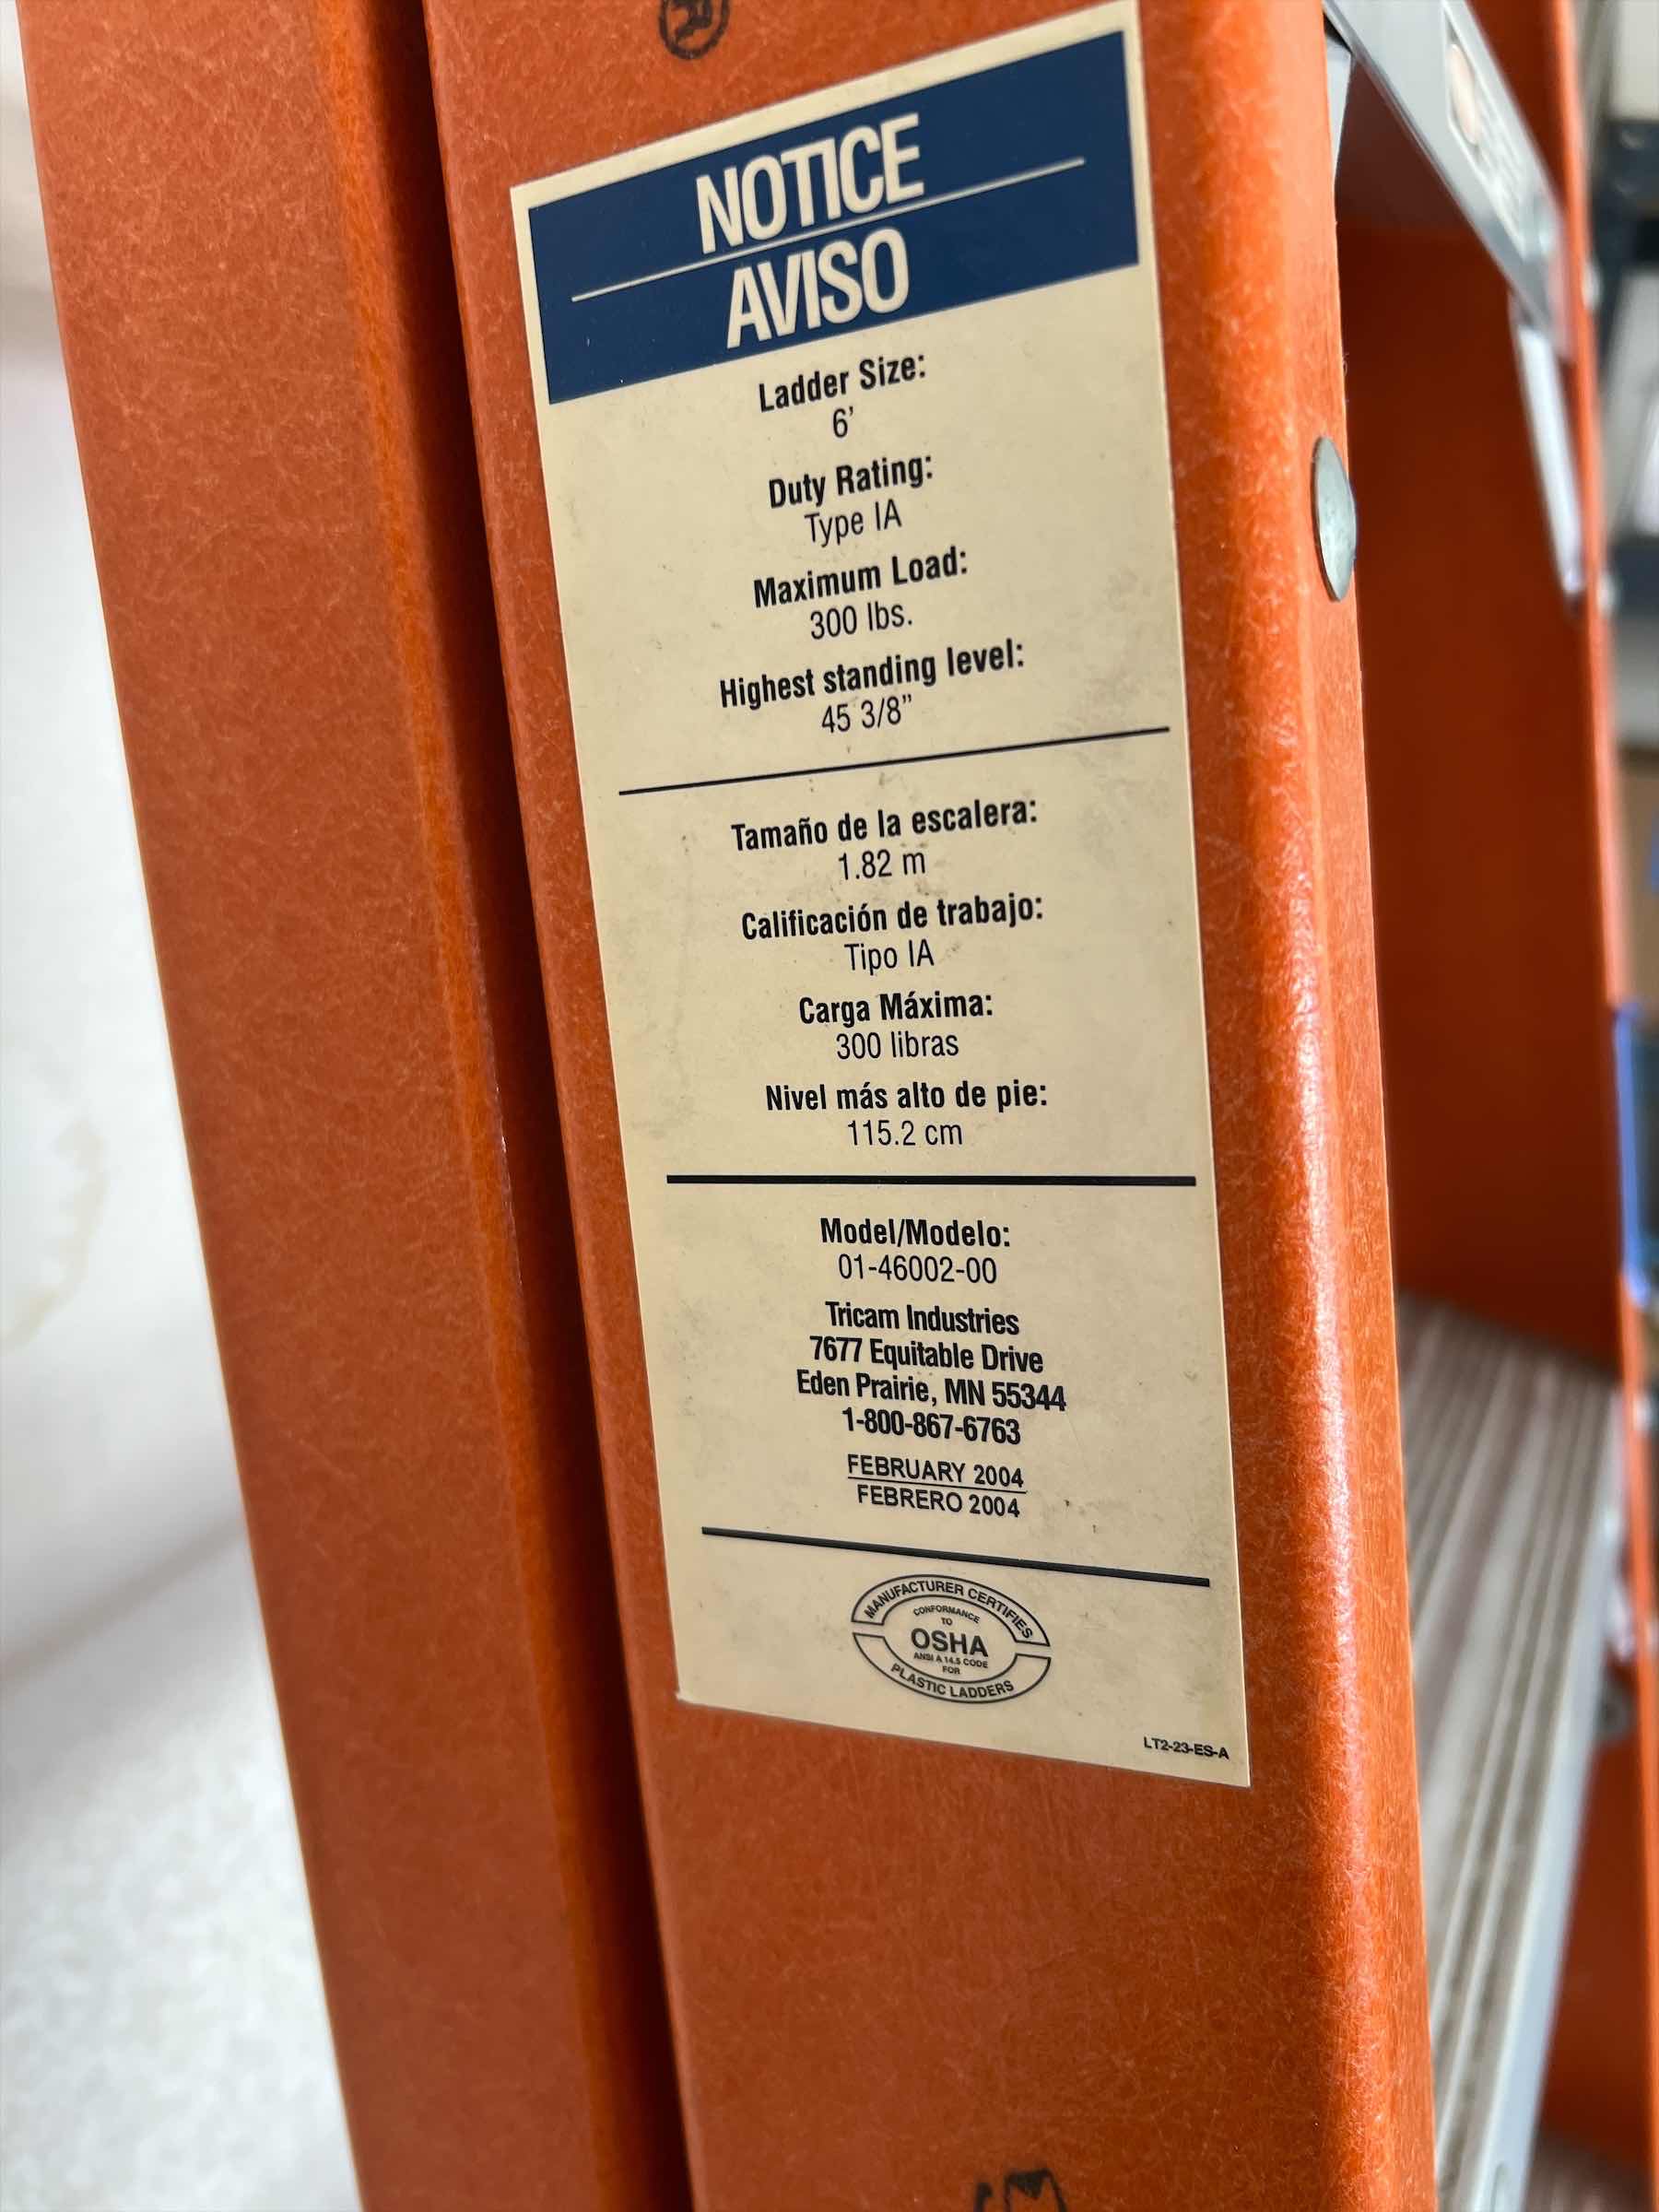 NOTICE
AVISO
Ladder Size:
6'
Duty Rating:
Type IA
Maximum Load:
300 lbs.
Highest standing level:
45 3/8”
Tamaño de la escalera:
1.82 m
Calificación de trabajo:
Tipo IA
Carga Máxima:
300 libras
Nivel más alto de pie:
115.2 cm
Model/Modelo:
01-46002-00
Tricam Industries
7677 Equitable Drive
Eden Prairie, MN 55344
1-800-867-6763
FEBRUARY 2004
FEBRERO 2004
MANUFACTURER CERTIFIES
CONFORMANCE
TO
OSHA
ANSI A 14.5 CODE
FOR
PLASTIC LADDERS
LT2-23-ES-A